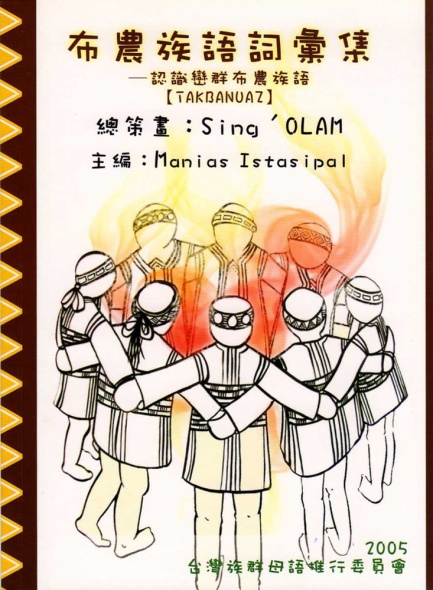 布農族語詞彙集
—認識巒群布農族語
【TAKBANUAZ】
總策畫：Sing ´OLAM
主編：Manias Istasipal
2005
台灣族群母語推行委員會